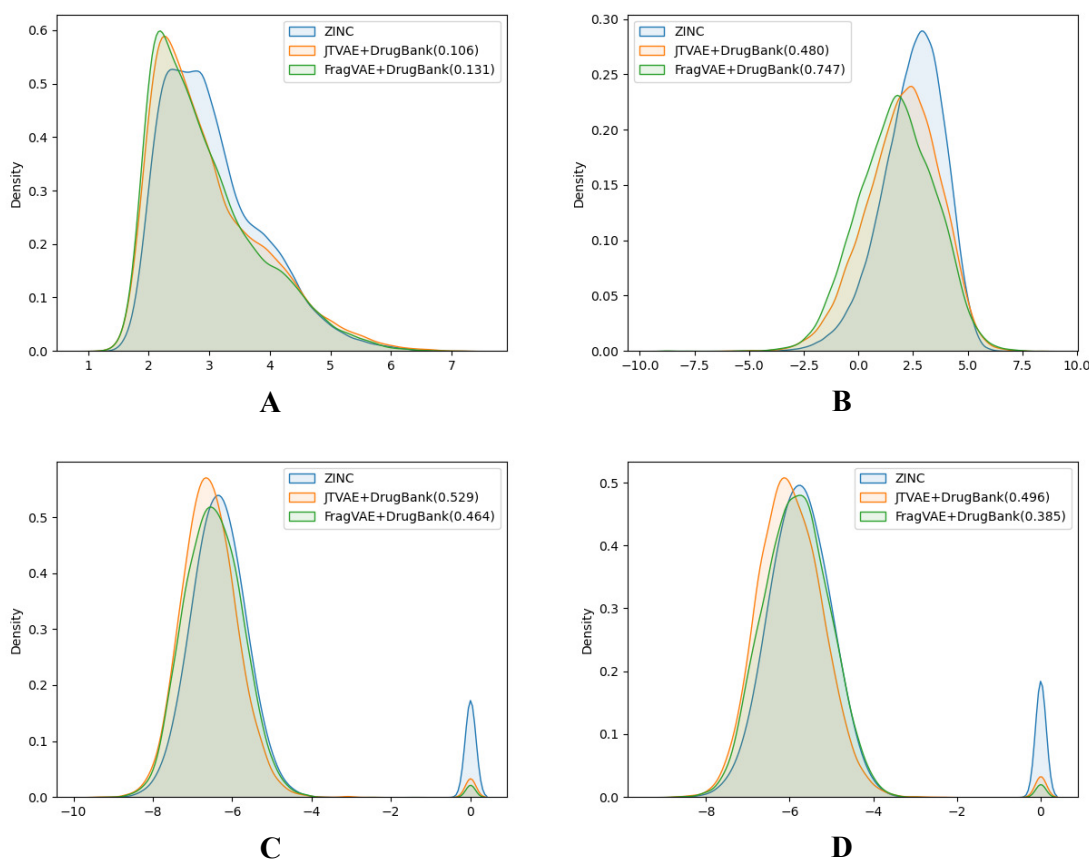 0.6
0.5
0.4
0.3
0.2
0.1
0.0
Density
ZINC
JTVAE+DrugBank(0.106)
FragVAE+DrugBank(0.131)
1 2 3 4 5 6 7
A
0.30
0.25
0.20
0.15
0.10
0.05
0.00
Density
ZINC
JTVAE+DrugBank(0.480)
FragVAE+DrugBank(0.747)
−10.0 −7.5 −5.0 −2.5 0.0 2.5 5.0 7.5 10.0
B
0.5
0.4
0.3
0.2
0.1
0.0
Density
ZINC
JTVAE+DrugBank(0.529)
FragVAE+DrugBank(0.464)
−10 −8 −6 −4 −2 0
C
0.5
0.4
0.3
0.2
0.1
0.0
Density
ZINC
JTVAE+DrugBank(0.496)
FragVAE+DrugBank(0.385)
−8 −6 −4 −2 0
D